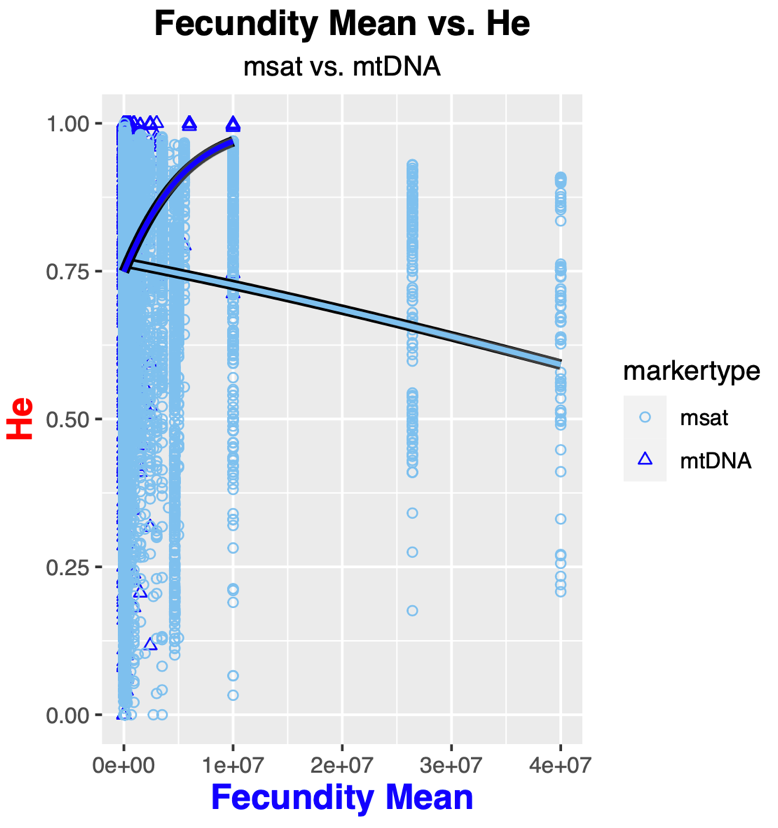 Fecundity Mean vs. He
msat vs. mtDNA
1.00
0.75
0.50
0.25
0.00
He
0e+00 1e+07 2e+07 3e+07 4e+07
Fecundity Mean
markertype
msat
mtDNA